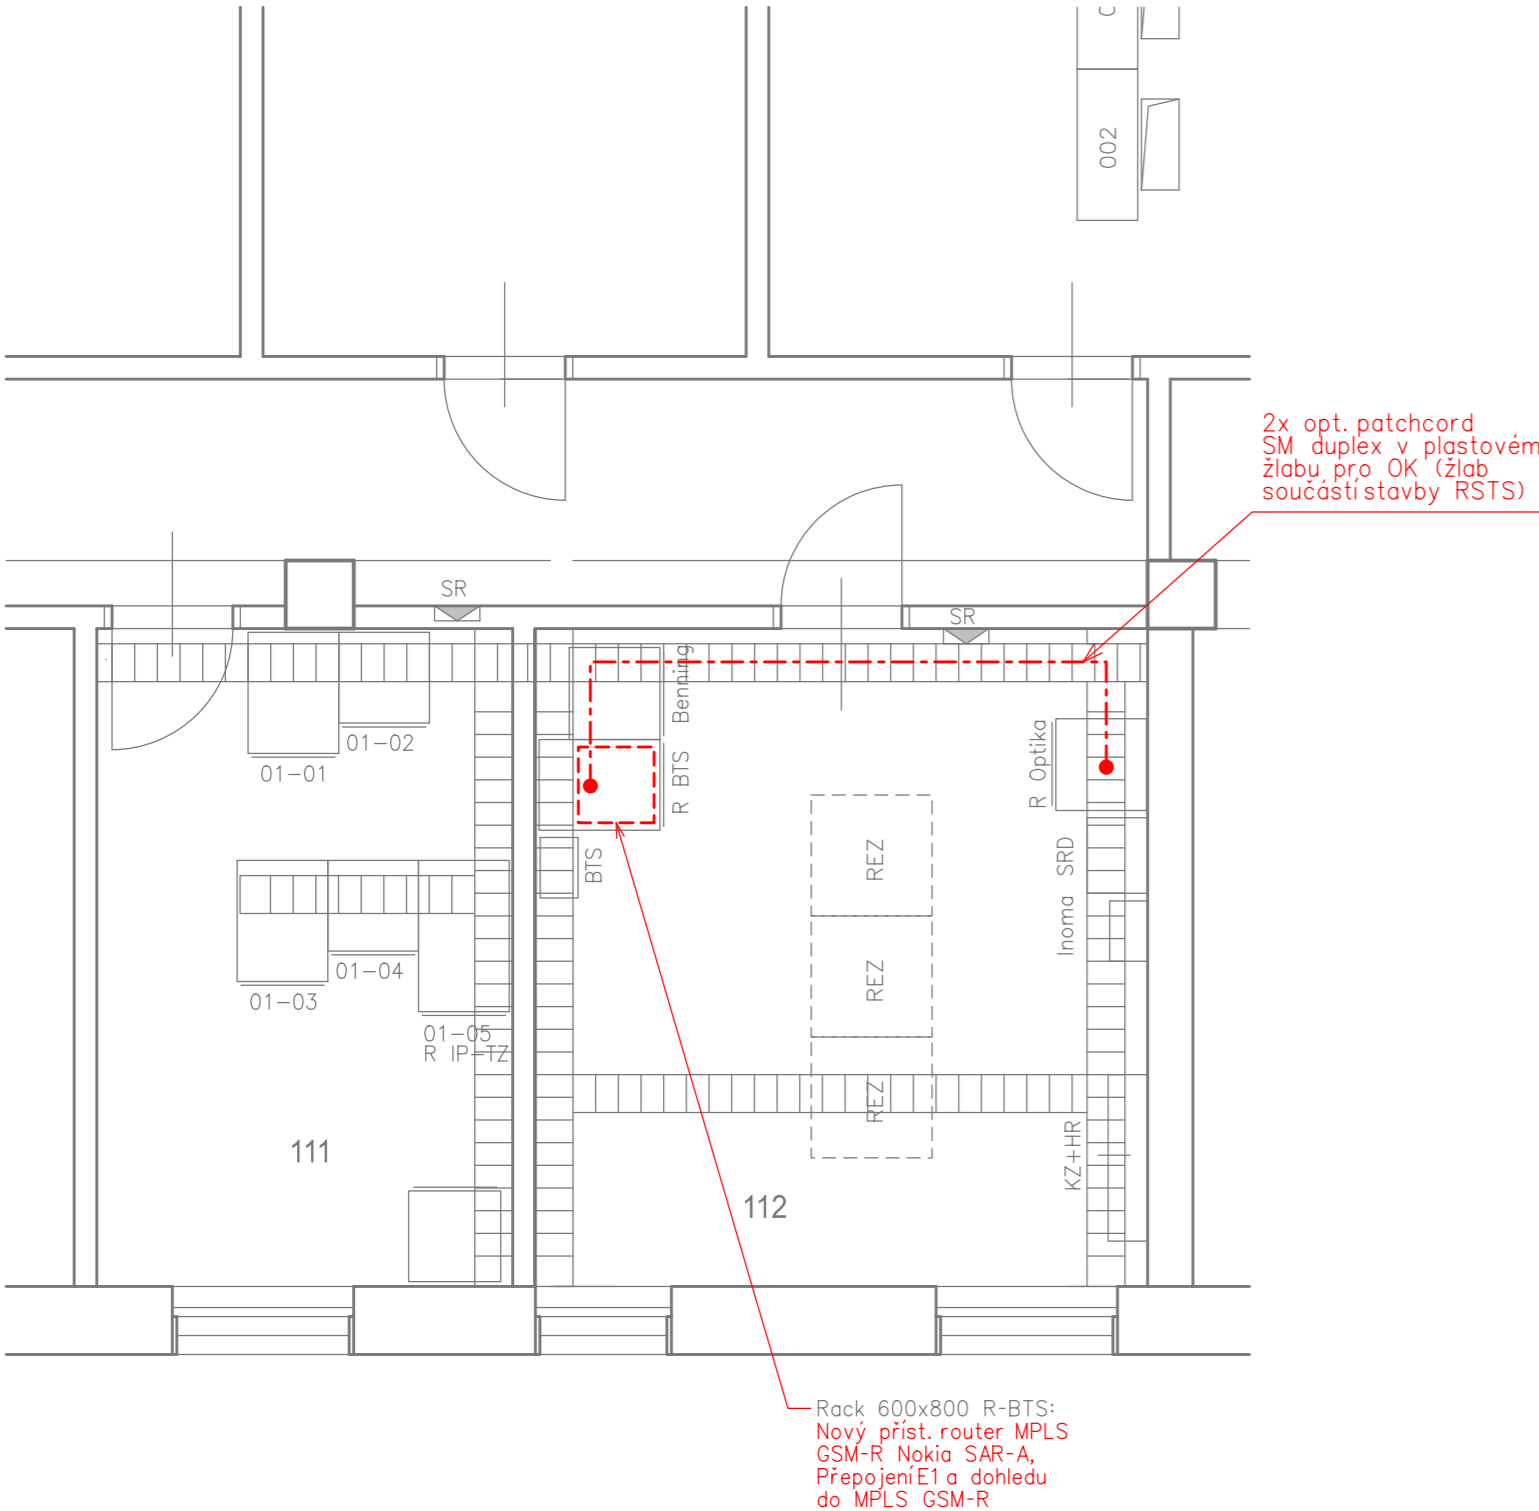 002
2x opt. patchcord
SM duplex v plastovém
žlabu pro OK (žlab
součástí stavby RSTS)
SR
SR
Benning
01-02
01-01
R BTS
R Optika
BTS
REZ
Inoma SRD
01-04
01-03
REZ
01-05
R IP-TZ
REZ
111
KZ+HR
112
Rack 600x800 R-BTS:
Nový příst. router MPLS
GSM-R Nokia SAR-A,
Přepojení E1 a dohledu
do MPLS GSM-R